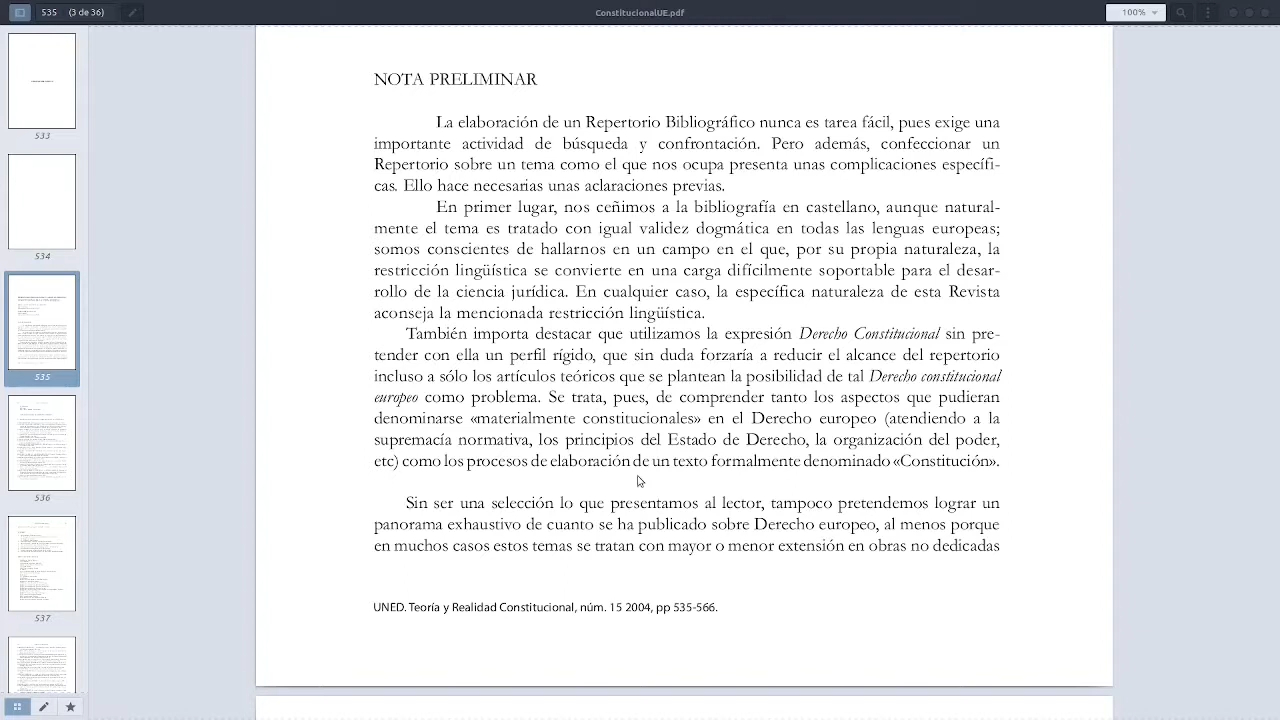 535 (3 de 36)
ConstitucionalUE.pdf
100%
533
534
535
536
537
NOTA PRELIMINAR
La elaboración de un Repertorio Bibliográfico nunca es tarea fácil, pues exige una
importante actividad de búsqueda y confrontación. Pero además, confeccionar un
Repertorio sobre un tema como el que nos ocupa presenta unas complicaciones específi-
cas. Ello hace necesarias unas aclaraciones previas.
En primer lugar, nos ceñimos a la bibliografía en castellano, aunque natural-
mente el tema es tratado con igual validez dogmática en todas las lenguas europeas;
somos conscientes de hallarnos en un campo en el que, por su propia naturaleza, la
restricción lingüística se convierte en una carga difícilmente soportable para el desar-
rollo de la ciencia jurídica. En cualquier caso, la específica naturaleza de esta Revista
aconseja la mencionada restricción lingüística.
También importa destacar que utilizamos la expresión Derecho Constitucional sin pre-
tender con ella un perfil rígido, que sin duda forzaría a reducir el alcance del repertorio
incluso a sólo los artículos teóricos que se plantean la posibilidad de tal Derecho constitucional
europeo como problema. Se trata, pues, de comprender tanto los aspectos que pudieran
denominarse «materialmente constitucionales» del Derecho europeo (atendiendo a la
supremacía normativa, a los principios del Estado de Derecho, a la organización del poder,
como a los procesos de elaboración de un texto formalmente denominado «Constitución».
Sin ser una selección lo que presentamos al lector, tampoco pretendemos lograr un
panorama exhaustivo de cuanto se ha publicado sobre Derecho europeo, ni menos porque
en muchos casos estos temas se tratan con mayor o menor extensión en obras no dedicadas
UNED. Teoría y Realidad Constitucional, núm. 15 2004, pp 535-566.